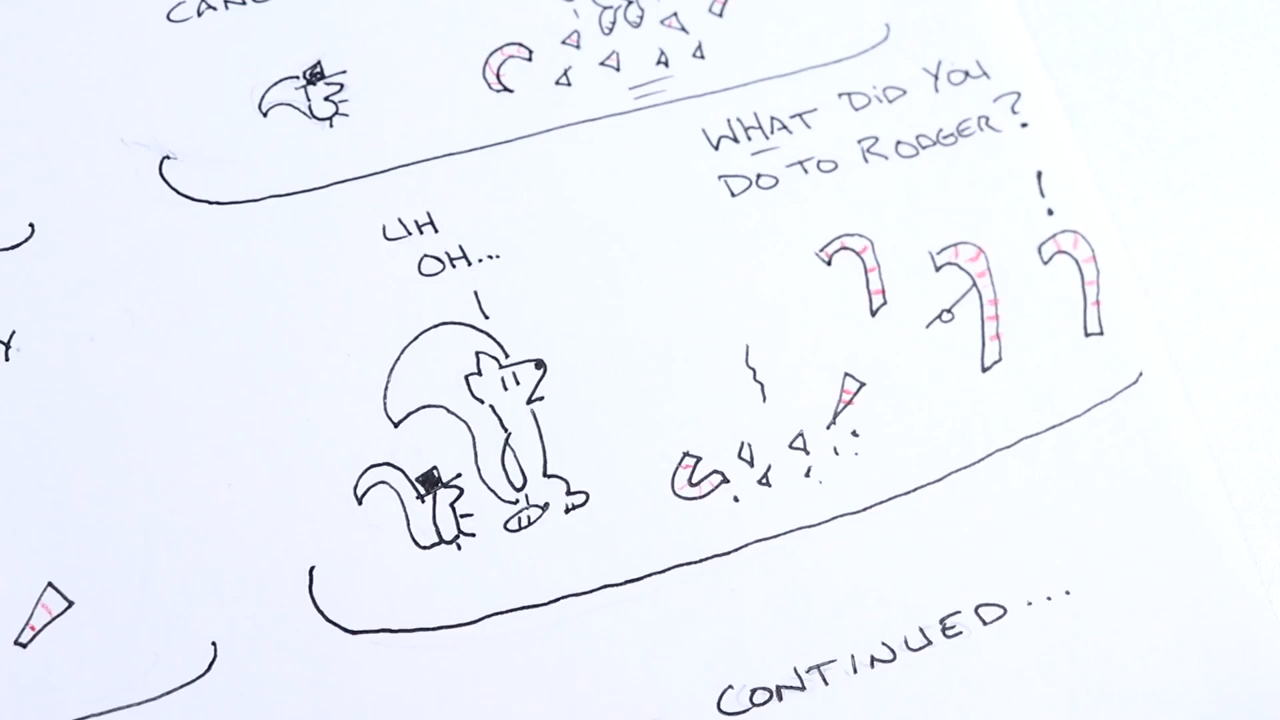 WHAT DID YOU
DO TO RODGER?
!
UH
OH...
CONTINUED...